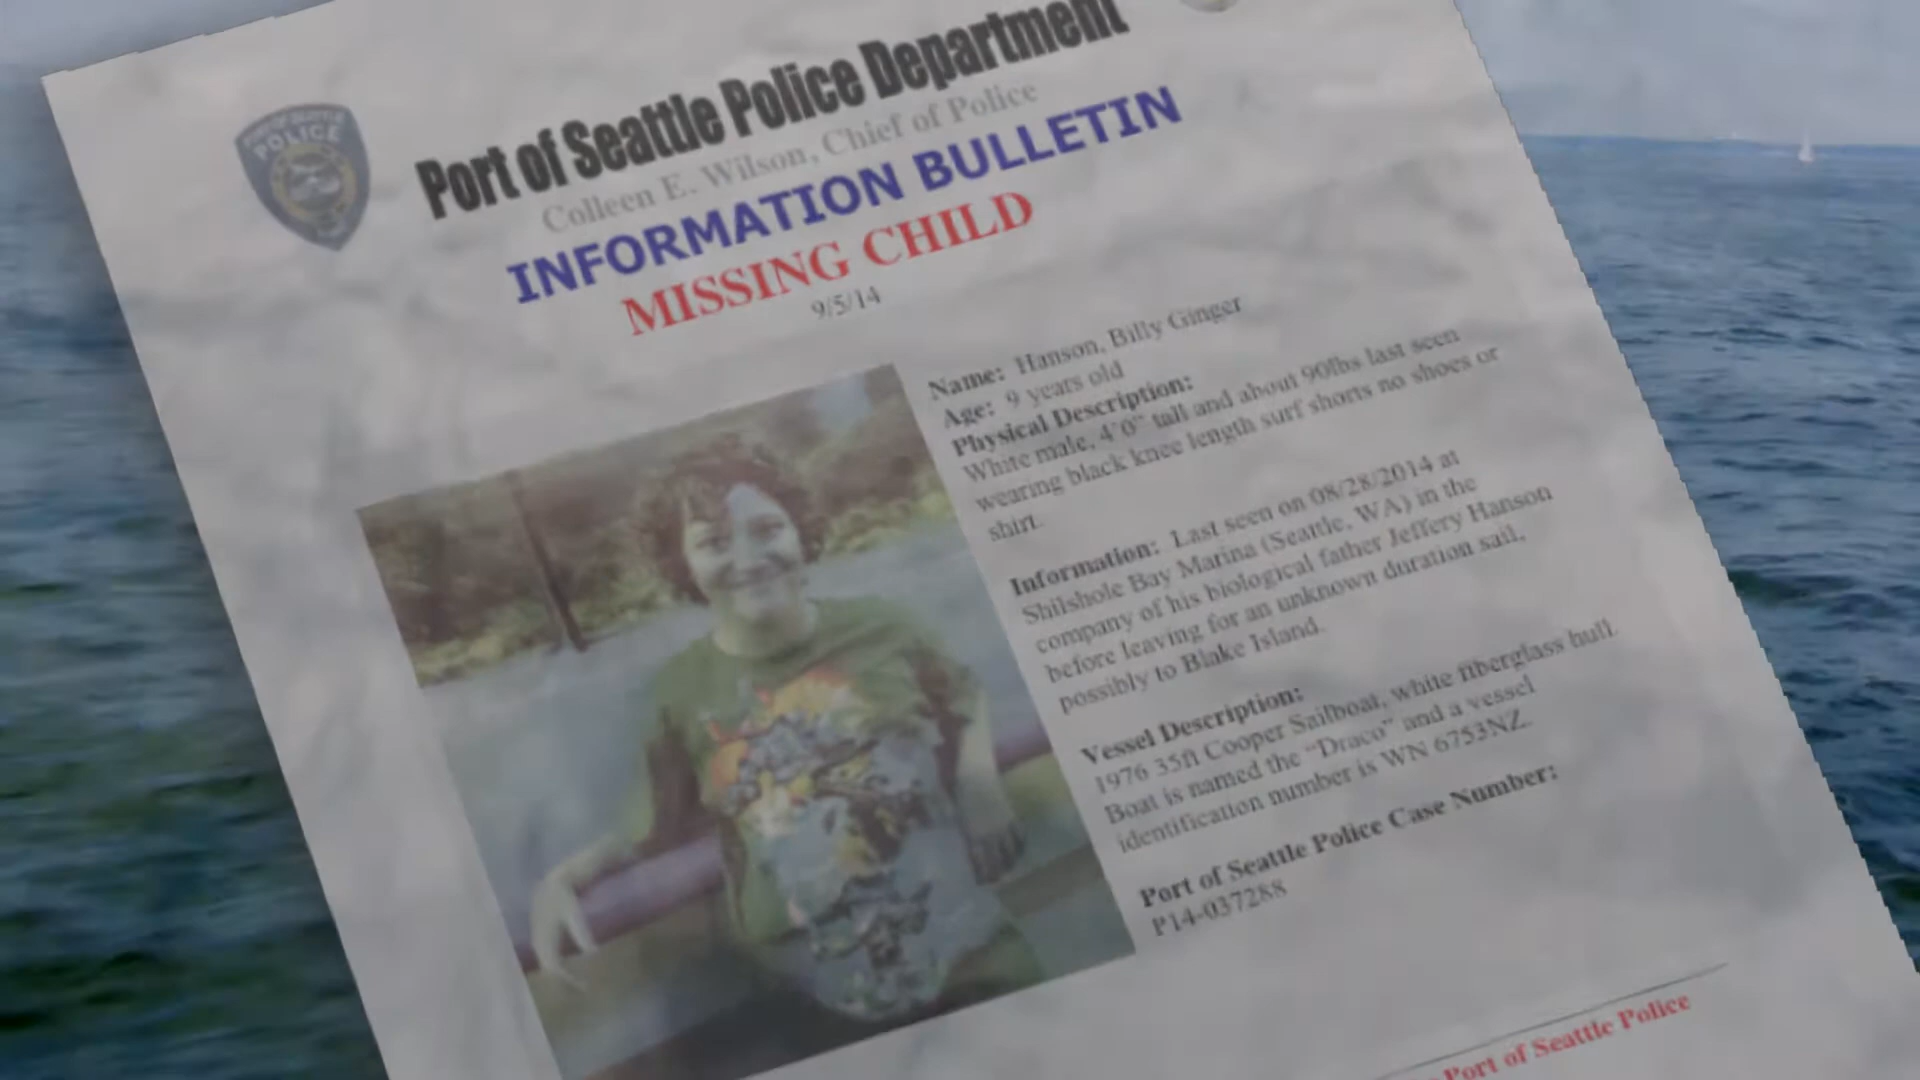 Port of Seattle Police Department
Colleen E. Wilson, Chief of Police
INFORMATION BULLETIN
MISSING CHILD
9/5/14
POLICE
Name: Hanson, Billy Ginger
Age: 9 years old
Physical Description:
White male, 4'6" tall and about 90lbs last seen
wearing black knee length surf shorts no shoes or
shirt.
Information: Last seen on 08/28/2014 at
Shilshole Bay Marina (Seattle, WA) in the
company of his biological father Jeffery Hanson
before leaving for an unknown duration sail,
possibly to Blake Island.
Vessel Description:
1976 35ft Cooper Sailboat, white fiberglass hull.
Boat is named the "Draco" and a vessel
identification number is WN 6753NZ.
Port of Seattle Police Case Number:
P14-037288
Port of Seattle Police